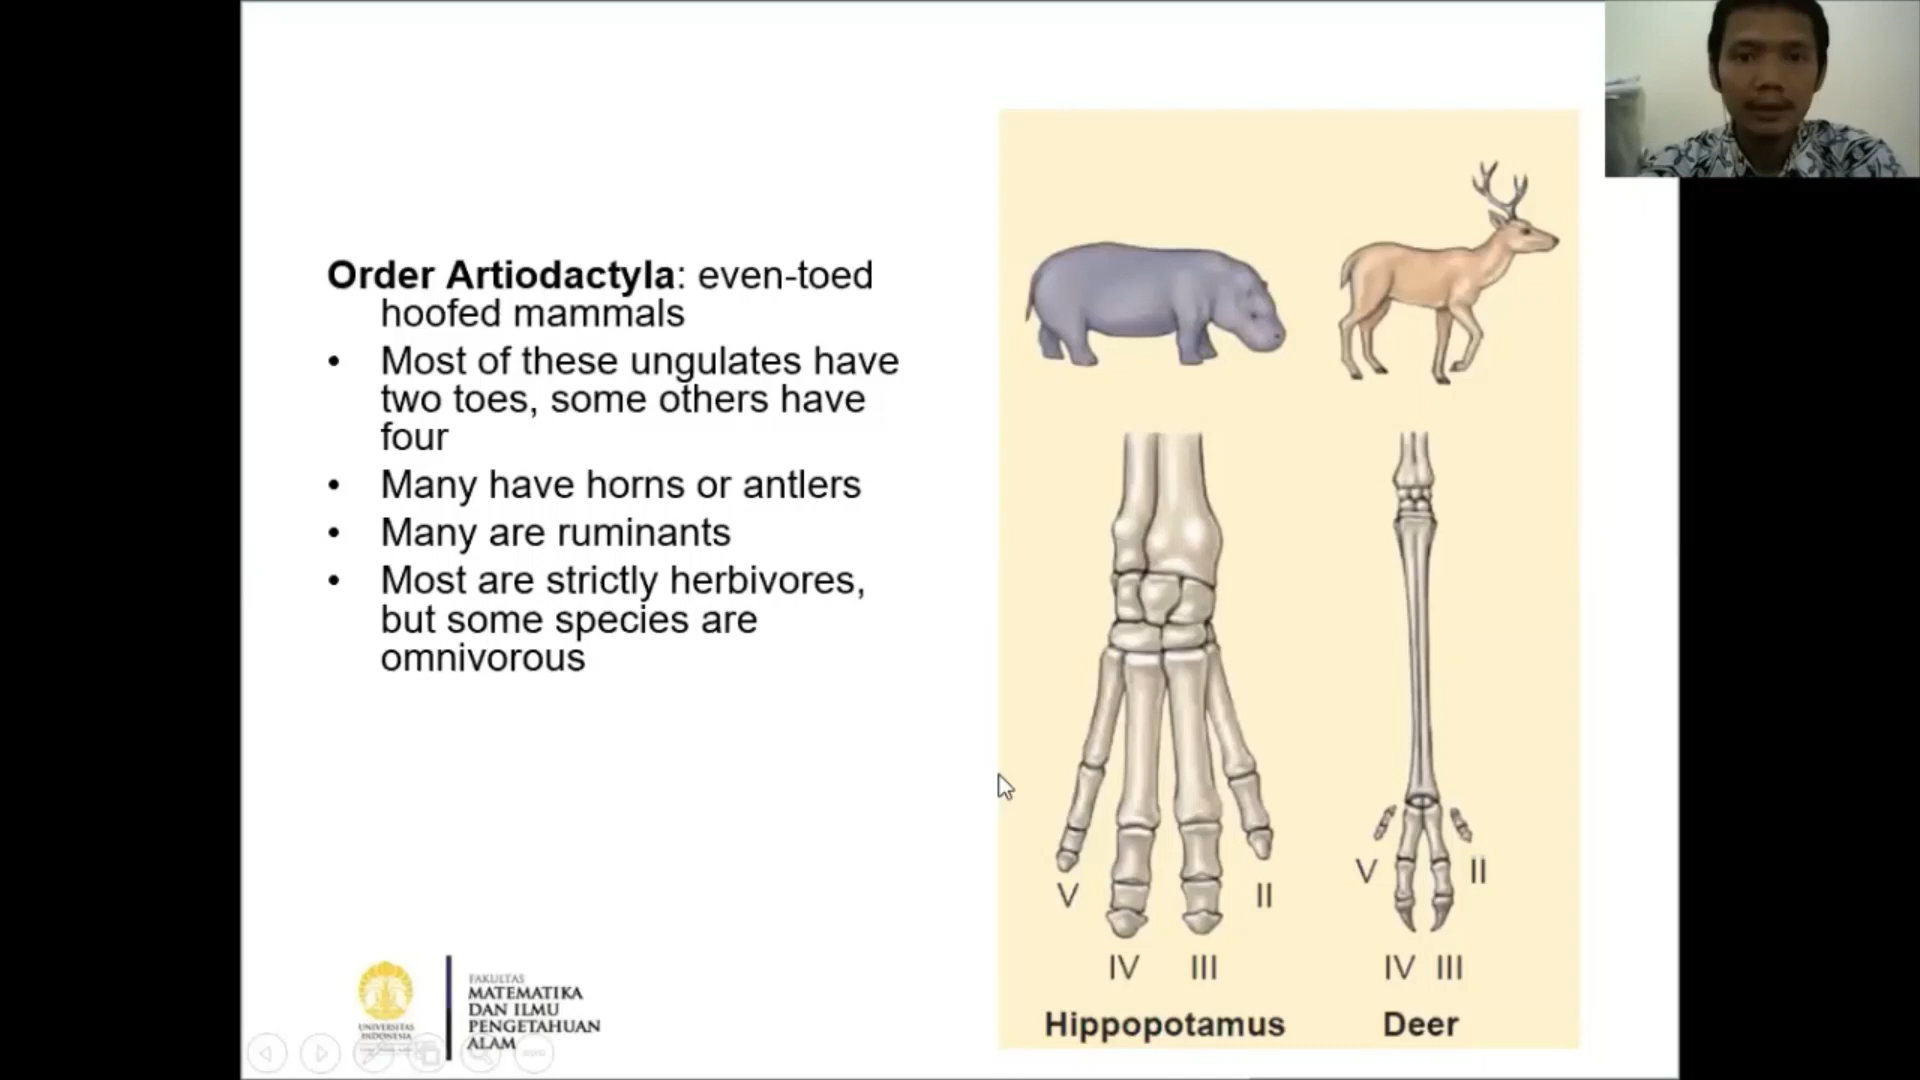 Order Artiodactyla: even-toed
hoofed mammals
• Most of these ungulates have
two toes, some others have
four
• Many have horns or antlers
• Many are ruminants
• Most are strictly herbivores,
but some species are
omnivorous
V
II
IV III
Hippopotamus
V
II
IV III
Deer
UNIVERSITAS
INDONESIA
FAKULTAS
MATEMATIKA
DAN ILMU
PENGETAHUAN
ALAM